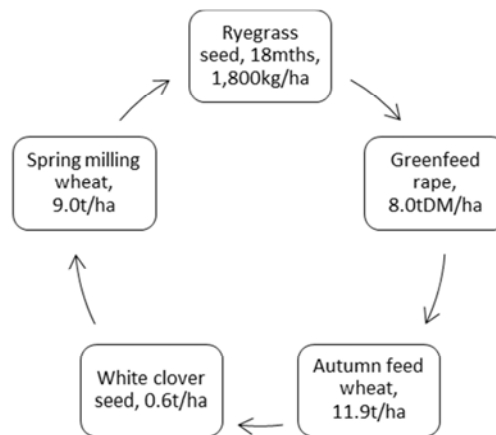 Ryegrass
seed, 18mths,
1,800kg/ha
Greenfeed
rape,
8.0tDM/ha
Autumn feed
wheat,
11.9t/ha
White clover
seed, 0.6t/ha
Spring milling
wheat,
9.0t/ha